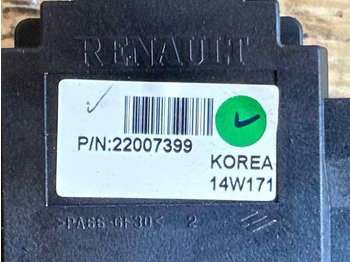 RENAULT
P/N:22007399
KOREA
14W171
>PA66-GF30< 2